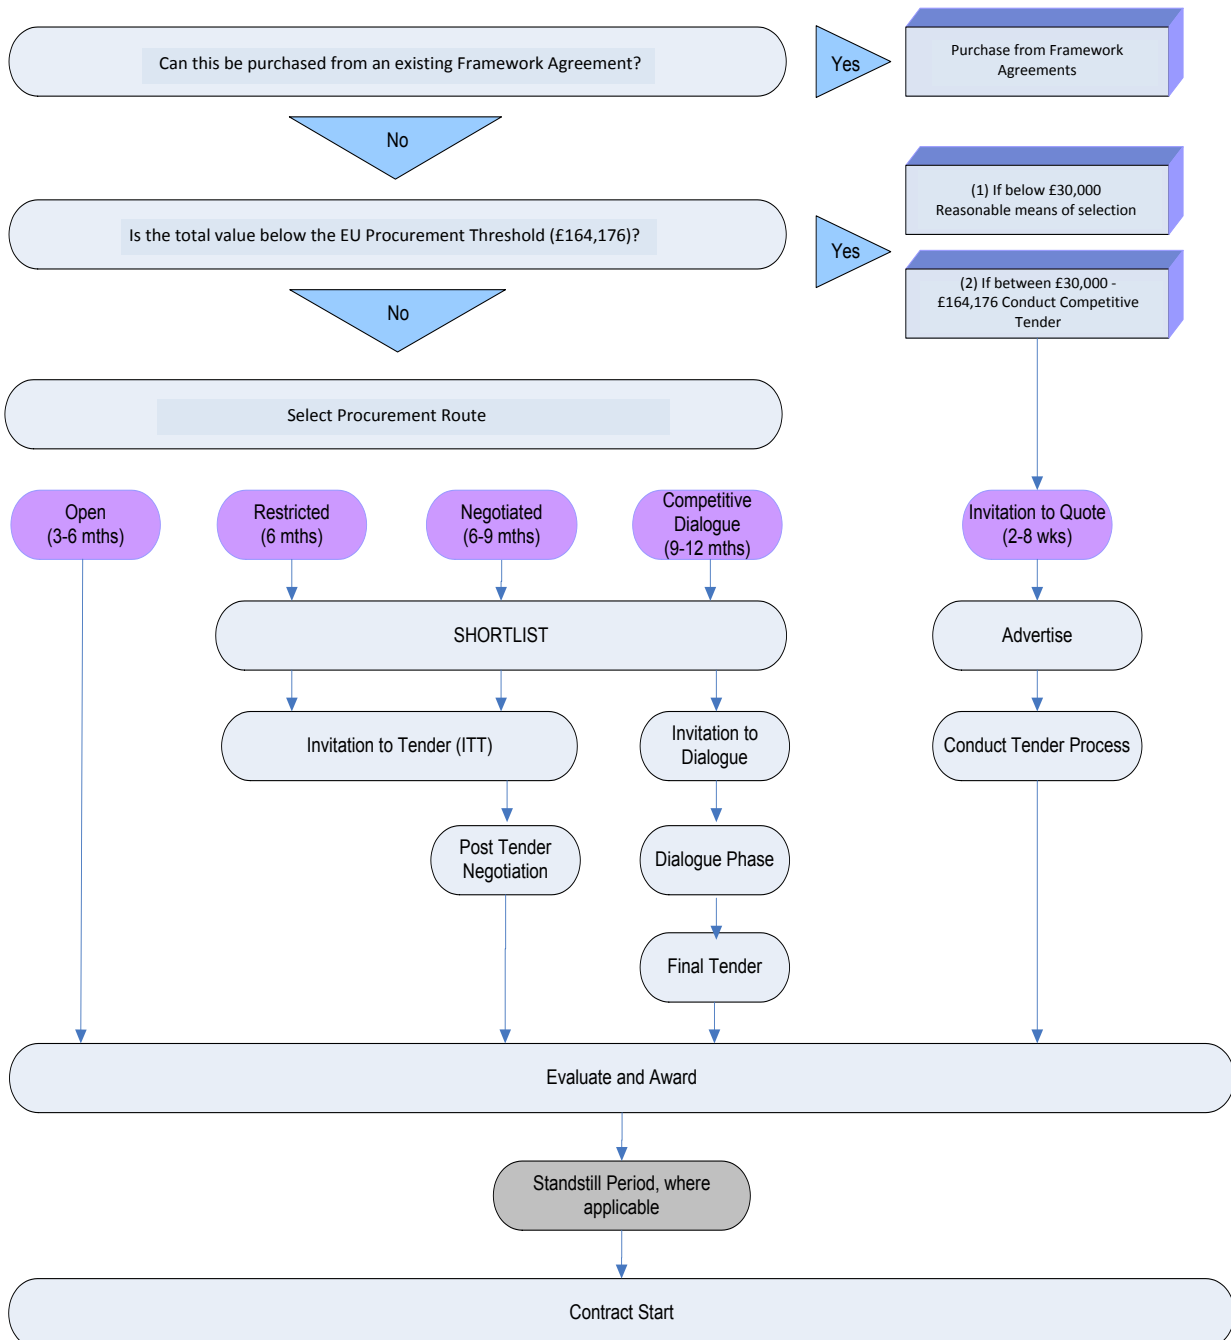 Can this be purchased from an existing Framework Agreement?
Yes
Purchase from Framework
Agreements
No
(1) If below £30,000
Reasonable means of selection
Is the total value below the EU Procurement Threshold (£164,176)?
Yes
(2) If between £30,000 -
£164,176 Conduct Competitive
Tender
No
Select Procurement Route
Open
(3-6 mths)
Restricted
(6 mths)
Negotiated
(6-9 mths)
Competitive
Dialogue
(9-12 mths)
Invitation to Quote
(2-8 wks)
SHORTLIST
Advertise
Invitation to Tender (ITT)
Invitation to
Dialogue
Conduct Tender Process
Post Tender
Negotiation
Dialogue Phase
Final Tender
Evaluate and Award
Standstill Period, where
applicable
Contract Start